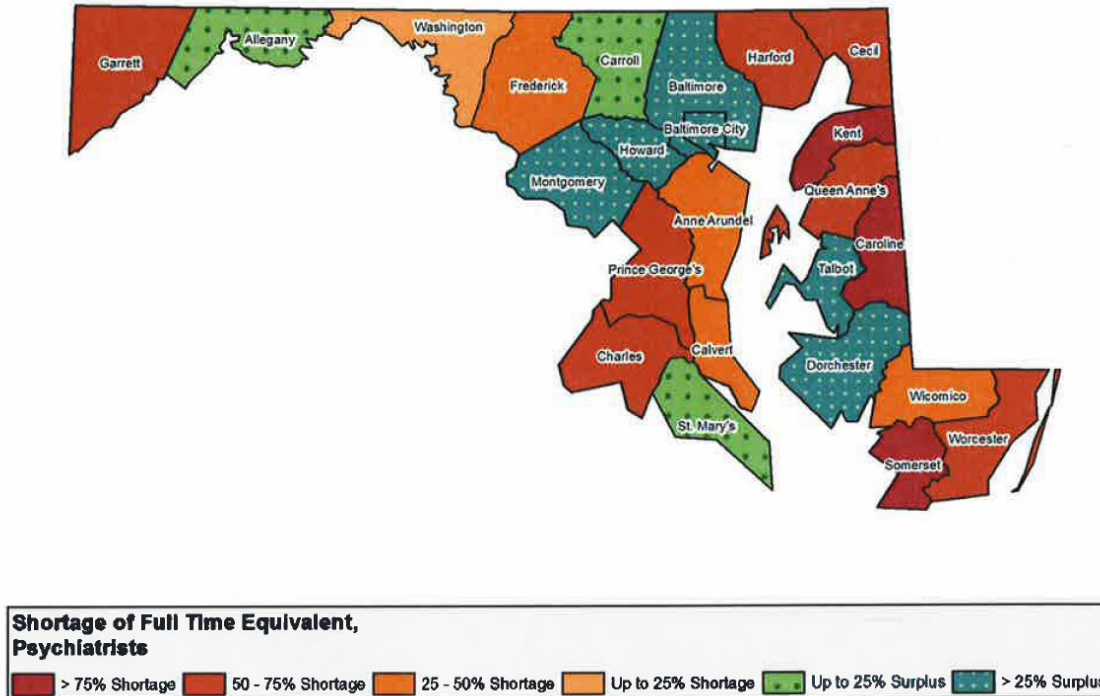 Washington
Allegany
Garrett
Carroll
Harford
Cecil
Frederick
Baltimore
Baltimore City
Kent
Howard
Montgomery
Queen Anne's
Anne Arundel
Caroline
Prince George's
Talbot
Charles
Calvert
Dorchester
Wicomico
St. Mary's
Worcester
Somerset
Shortage of Full Time Equivalent,
Psychiatrists
> 75% Shortage 50 - 75% Shortage 25 - 50% Shortage Up to 25% Shortage Up to 25% Surplus > 25% Surplus